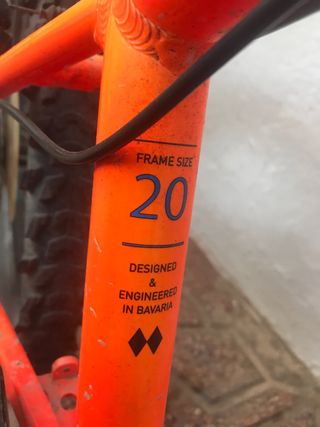 FRAME SIZE
20
DESIGNED
&
ENGINEERED
IN BAVARIA